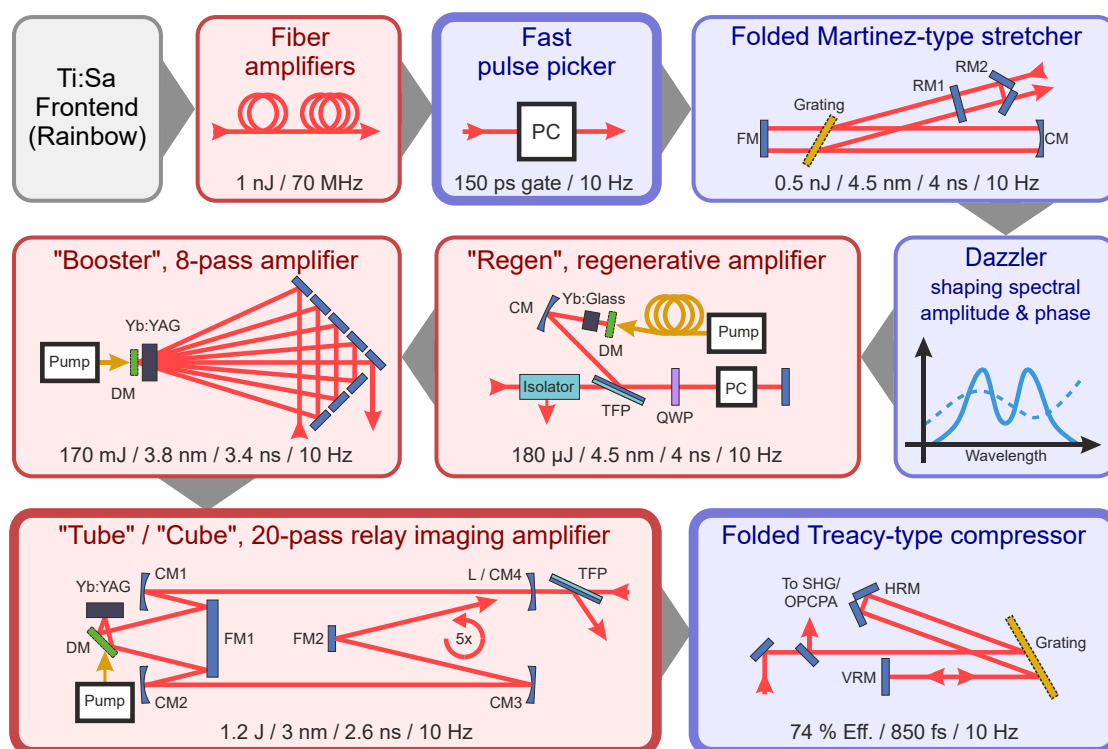 Ti:Sa
Frontend
(Rainbow)
Fiber
amplifiers
1 nJ / 70 MHz
Fast
pulse picker
PC
150 ps gate / 10 Hz
Folded Martinez-type stretcher
RM2
RM1
Grating
FM
CM
0.5 nJ / 4.5 nm / 4 ns / 10 Hz
"Booster", 8-pass amplifier
Yb:YAG
Pump
DM
170 mJ / 3.8 nm / 3.4 ns / 10 Hz
"Regen", regenerative amplifier
CM
Yb:Glass
DM
Pump
Isolator
TFP
QWP
PC
180 µJ / 4.5 nm / 4 ns / 10 Hz
Dazzler
shaping spectral
amplitude & phase
Wavelength
"Tube" / "Cube", 20-pass relay imaging amplifier
CM1
L / CM4
TFP
Yb:YAG
DM
FM1
FM2
5x
Pump
CM2
CM3
1.2 J / 3 nm / 2.6 ns / 10 Hz
Folded Treacy-type compressor
To SHG/
OPCPA
HRM
Grating
VRM
74 % Eff. / 850 fs / 10 Hz